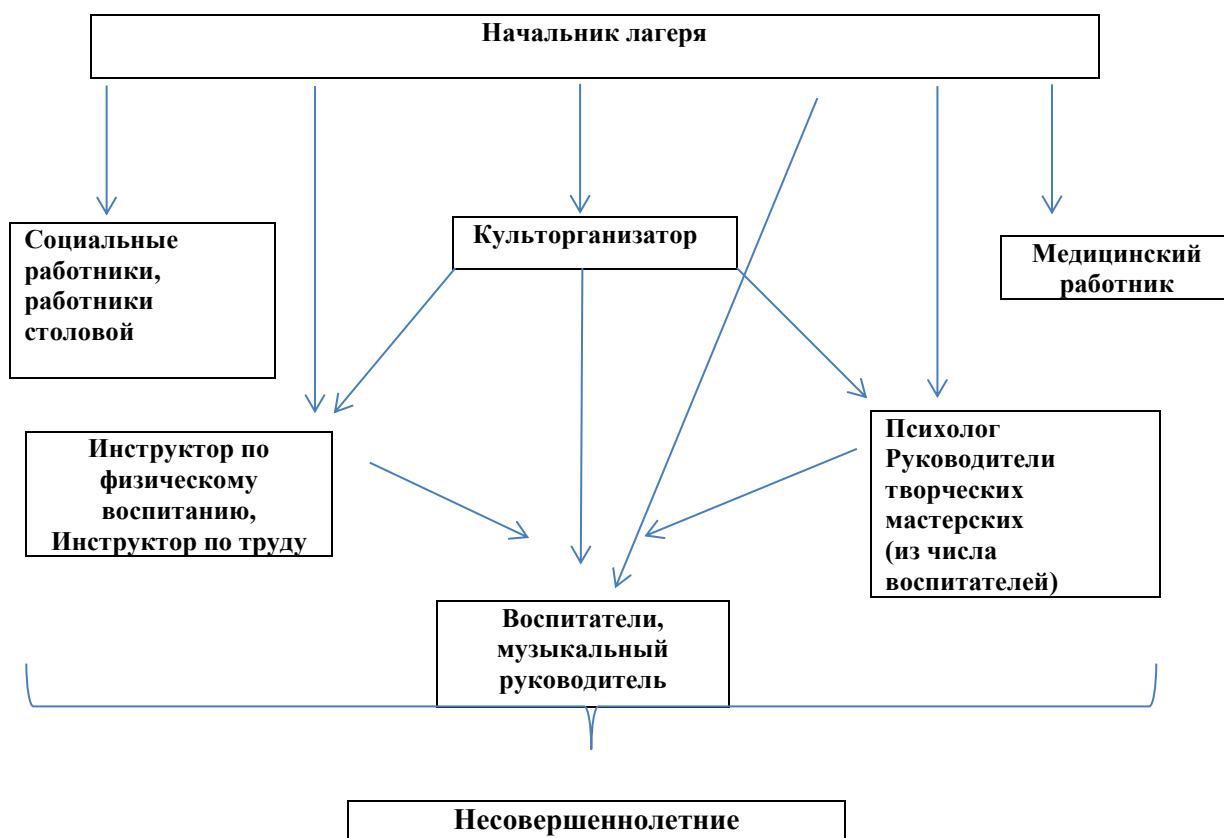 Начальник лагеря
Социальные
работники,
работники
столовой
Культорганизатор
Медицинский
работник
Инструктор по
физическому
воспитанию,
Инструктор по труду
Психолог
Руководители
творческих
мастерских
(из числа
воспитателей)
Воспитатели,
музыкальный
руководитель
Несовершеннолетние